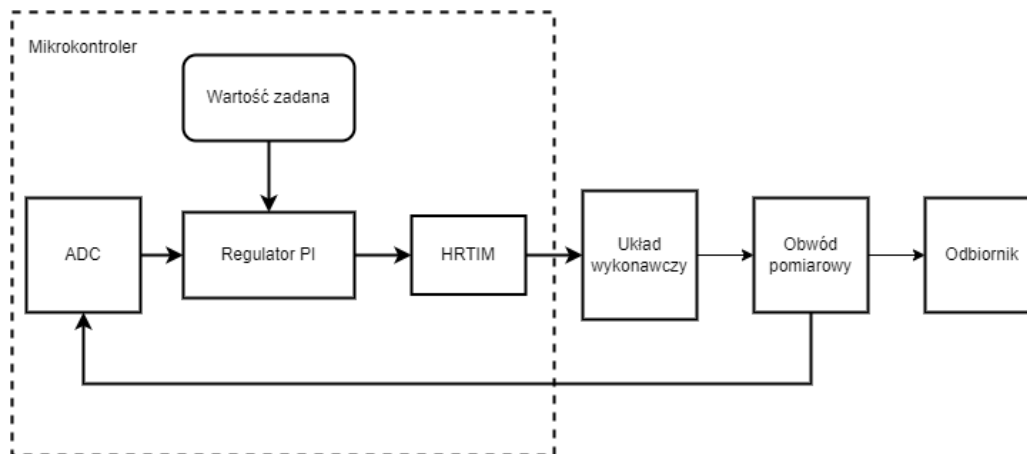 Mikrokontroler
Wartość zadana
ADC
Regulator PI
HRTIM
Układ
wykonawczy
Obwód
pomiarowy
Odbiornik